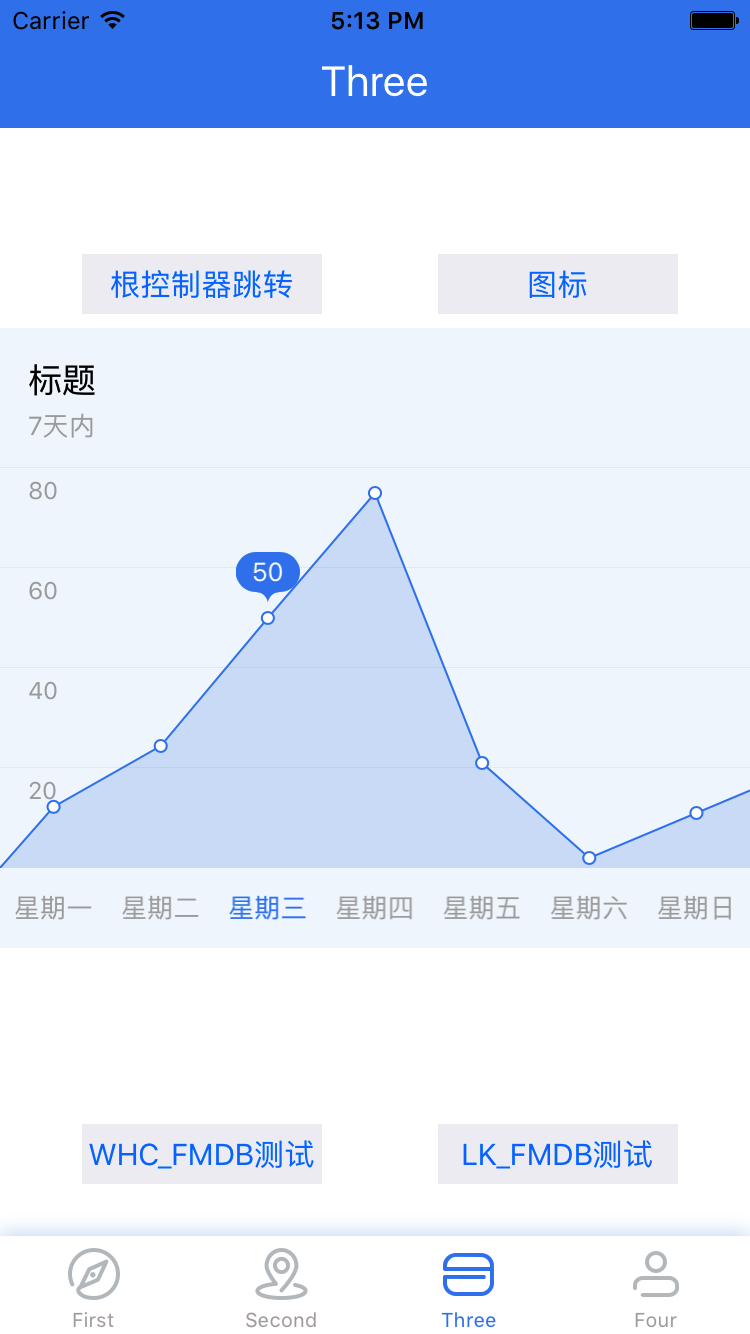 Carrier 5:13 PM
Three
根控制器跳转 图标
标题
7天内
80
50
60
40
20
星期一 星期二 星期三 星期四 星期五 星期六 星期日
WHC_FMDB测试 LK_FMDB测试
First Second Three Four